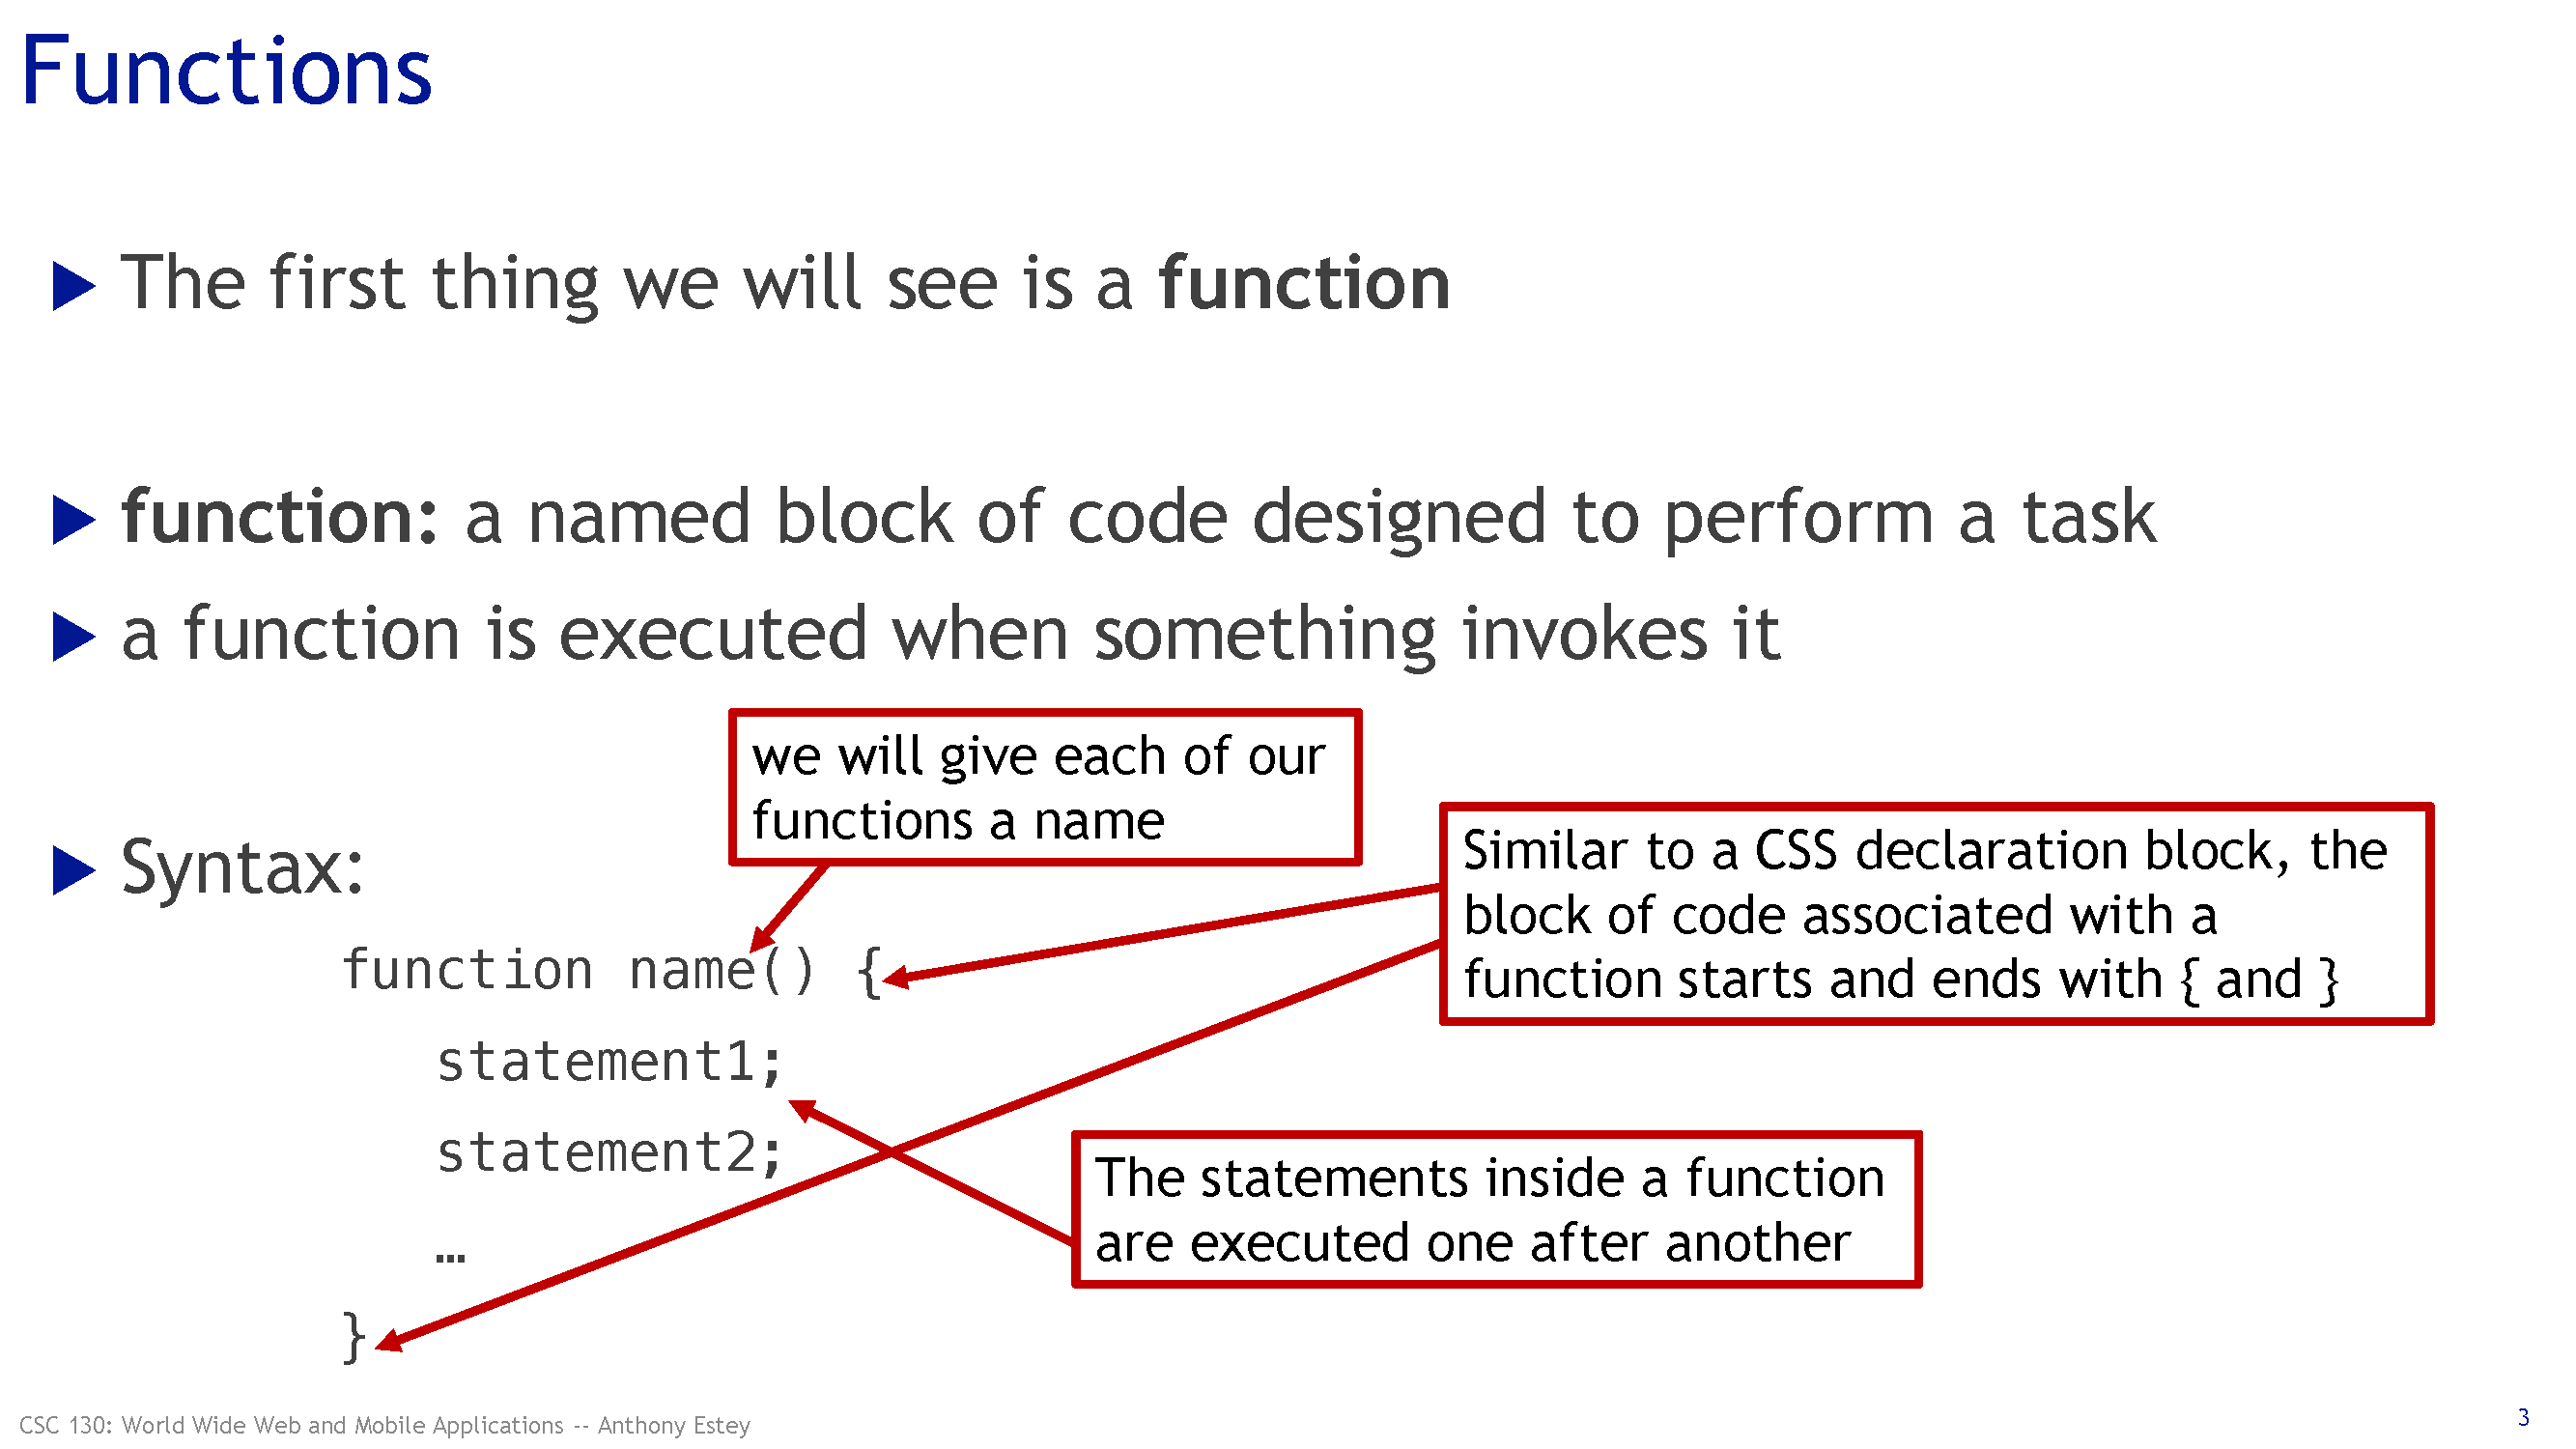 Functions
The first thing we will see is a function
function: a named block of code designed to perform a task
a function is executed when something invokes it
we will give each of our
functions a name
Similar to a CSS declaration block, the
block of code associated with a
function starts and ends with { and }
Syntax:
function name() {
statement1;
statement2;
…
}
The statements inside a function
are executed one after another
CSC 130: World Wide Web and Mobile Applications -- Anthony Estey
3